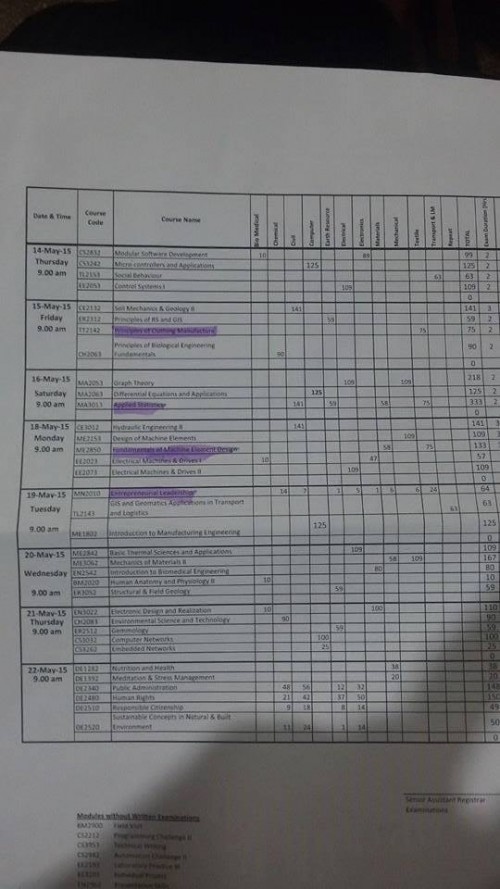 Date & Time Course Code Course Name Bio Medical Chemical Civil Computer Earth Resource Electrical Electronics Materials Mechanical Textile Transport & LM Repeat TOTAL Exam Duration (Hr)
14-May-15 Thursday 9.00 am
CS2832 Modular Software Development 10 89 99 2
CS3242 Micro-controllers and Applications 125 125 2
TL2153 Social Behaviour 63 63 2
EE2053 Control Systems I 109 109 2
0
15-May-15 Friday 9.00 am
CE2132 Soil Mechanics & Geology II 141 141 3
ER2312 Principles of RS and GIS 59 59 2
TT2142 Principles of Clothing Manufacture 75 75 2
CH2063 Principles of Biological Engineering Fundamentals 90 90 2
0
16-May-15 Saturday 9.00 am
MA2053 Graph Theory 109 109 218 2
MA2063 Differential Equations and Applications 125 125 2
MA3013 Applied Statistics 141 59 58 75 333 2
18-May-15 Monday 9.00 am
CE3012 Hydraulic Engineering II 141 141 3
ME2153 Design of Machine Elements 109 109 3
ME2850 Fundamentals of Machine Element Design 58 75 133
EE2023 Electrical Machines & Drives I 10 47 57
EE2073 Electrical Machines & Drives II 109 109
0
19-May-15 Tuesday 9.00 am
MN2010 Entrepreneurial Leadership 14 7 5 1 6 6 24 64
TL2143 GIS and Geomatics Applications in Transport and Logistics 63 63
ME1802 Introduction to Manufacturing Engineering 125 125
0
20-May-15 Wednesday 9.00 am
ME2842 Basic Thermal Sciences and Applications 109 109
ME3062 Mechanics of Materials II 58 109 167
EN2542 Introduction to Biomedical Engineering 80 80
BM2020 Human Anatomy and Physiology II 10 10
ER3052 Structural & Field Geology 59 59
21-May-15 Thursday 9.00 am
EN3022 Electronic Design and Realization 10 100 110
CH2083 Environmental Science and Technology 90 90
ER2512 Gemmology 59 59
CS3032 Computer Networks 100 100
CS3262 Embedded Networks 25 25
0
22-May-15 9.00 am
DE1182 Nutrition and Health 38
DE1392 Meditation & Stress Management 20 20
DE2340 Public Administration 48 56 12 32 148
DE2480 Human Rights 21 42 37 50 150
DE2510 Responsible Citizenship 9 18 8 14 49
DE2520 Sustainable Concepts in Natural & Built Environment 11 24 1 14 50
0
Senior Assistant Registrar
Examinations
Modules without Written Examinations
BM2900 Field Visit
CS2212 Programming Challenge II
CS3953 Technical Writing
CS2982 Automation Challenge II
Laboratory Practice III
Individual Project
Presentation Skills